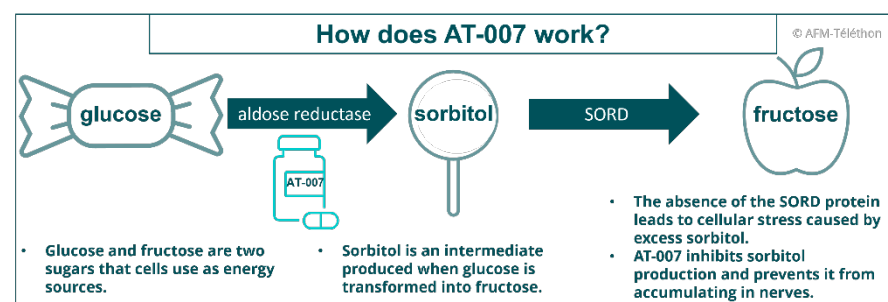 How does AT-007 work?
© AFM-Téléthon
glucose
aldose reductase
sorbitol
SORD
fructose
AT-007
• Glucose and fructose are two
sugars that cells use as energy
sources.
• Sorbitol is an intermediate
produced when glucose is
transformed into fructose.
• The absence of the SORD protein
leads to cellular stress caused by
excess sorbitol.
• AT-007 inhibits sorbitol
production and prevents it from
accumulating in nerves.